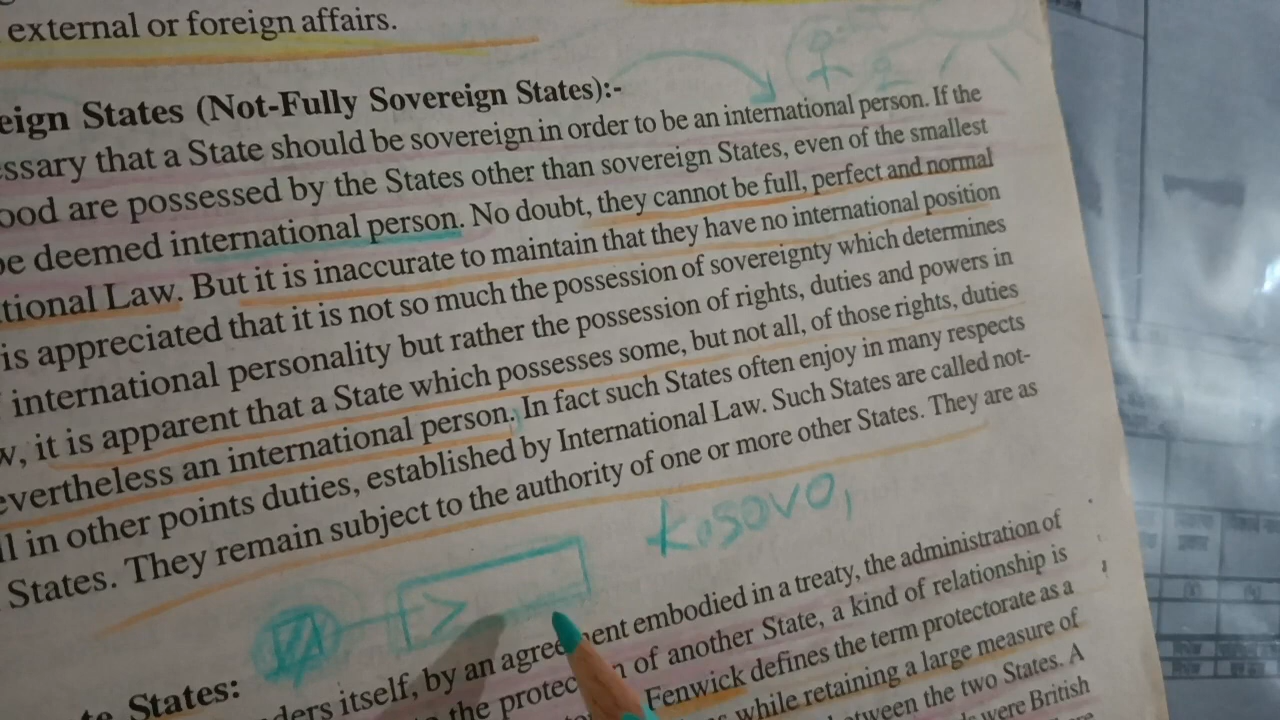 external or foreign affairs.
eign States (Not-Fully Sovereign States):-
ssary that a State should be sovereign in order to be an international person. If the
ood are possessed by the States other than sovereign States, even of the smallest
be deemed international person. No doubt, they cannot be full, perfect and normal
tional Law. But it is inaccurate to maintain that they have no international position
is appreciated that it is not so much the possession of sovereignty which determines
international personality but rather the possession of rights, duties and powers in
w, it is apparent that a State which possesses some, but not all, of those rights, duties
evertheless an international person. In fact such States often enjoy in many respects
ll in other points duties, established by International Law. Such States are called not-
States. They remain subject to the authority of one or more other States. They are as
Kosovo,
States:
ders itself, by an agreement embodied in a treaty, the administration of
the protec n of another State, a kind of relationship is
Fenwick defines the term protectorate as a
while retaining a large measure of
between the two States. A
were British